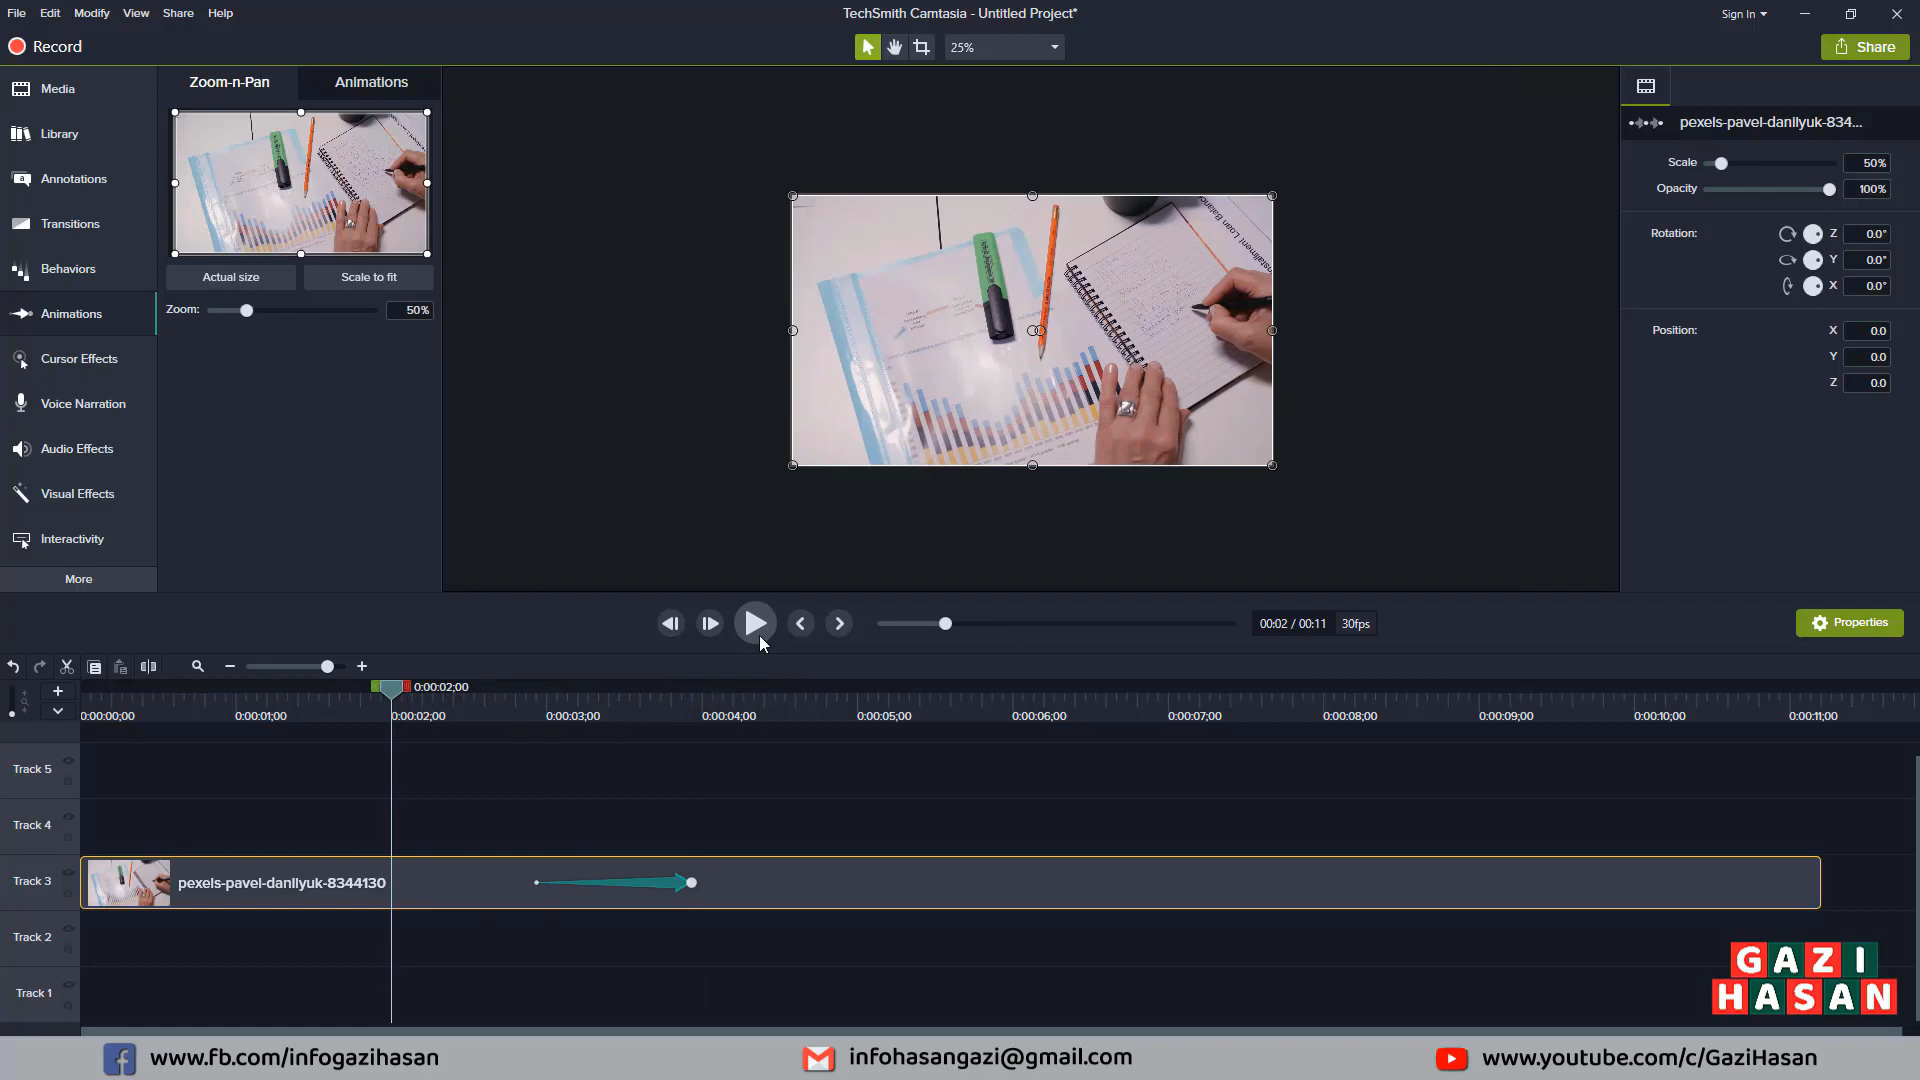 File Edit Modify View Share Help
TechSmith Camtasia - Untitled Project*
Sign In
Record
25%
Share
Media
Library
Annotations
Transitions
Behaviors
Animations
Cursor Effects
Voice Narration
Audio Effects
Visual Effects
Interactivity
More
Zoom-n-Pan Animations
Actual size Scale to fit
Zoom: 50%
pexels-pavel-danilyuk-834...
Scale 50%
Opacity 100%
Rotation: Z 0.0°
Y 0.0°
X 0.0°
Position: X 0.0
Y 0.0
Z 0.0
00:02 / 00:11 30fps
Properties
0:00:02;00
0:00:00;00 0:00:01;00 0:00:02;00 0:00:03;00 0:00:04;00 0:00:05;00 0:00:06;00 0:00:07;00 0:00:08;00 0:00:09;00 0:00:10;00 0:00:11;00
Track 5
Track 4
Track 3
pexels-pavel-danilyuk-8344130
Track 2
Track 1
GAZI
HASAN
www.fb.com/infogazihasan
infohasangazi@gmail.com
www.youtube.com/c/GaziHasan